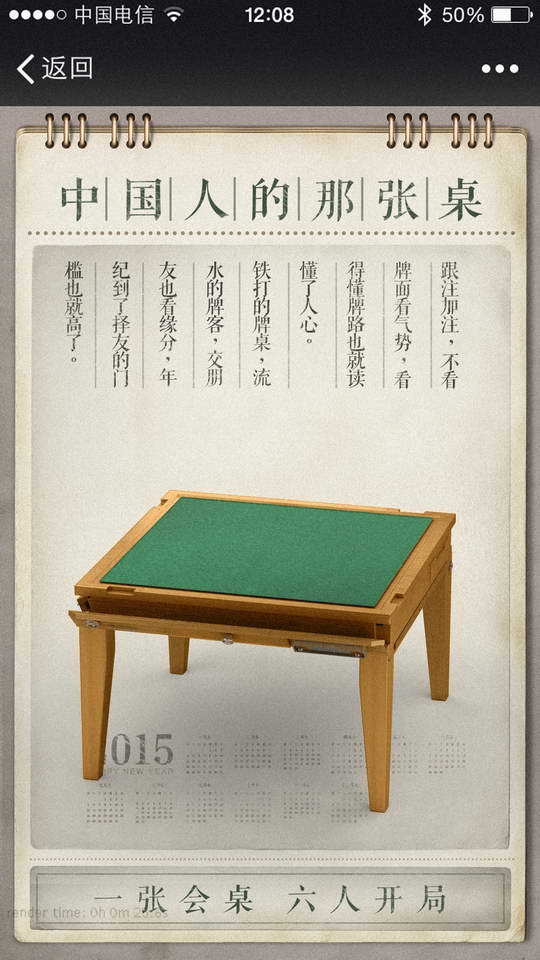 中国电信
12:08
50%
返回
中国人的那张桌
跟注加注，不看
牌面看气势，看
得懂牌路也就读
懂了人心。
铁打的牌桌，流
水的牌客，交朋
友也看缘分，年
纪到了择友的门
槛也就高了。
015
PY NEW YEAR
一张会桌 六人开局
render time: 0h 0m